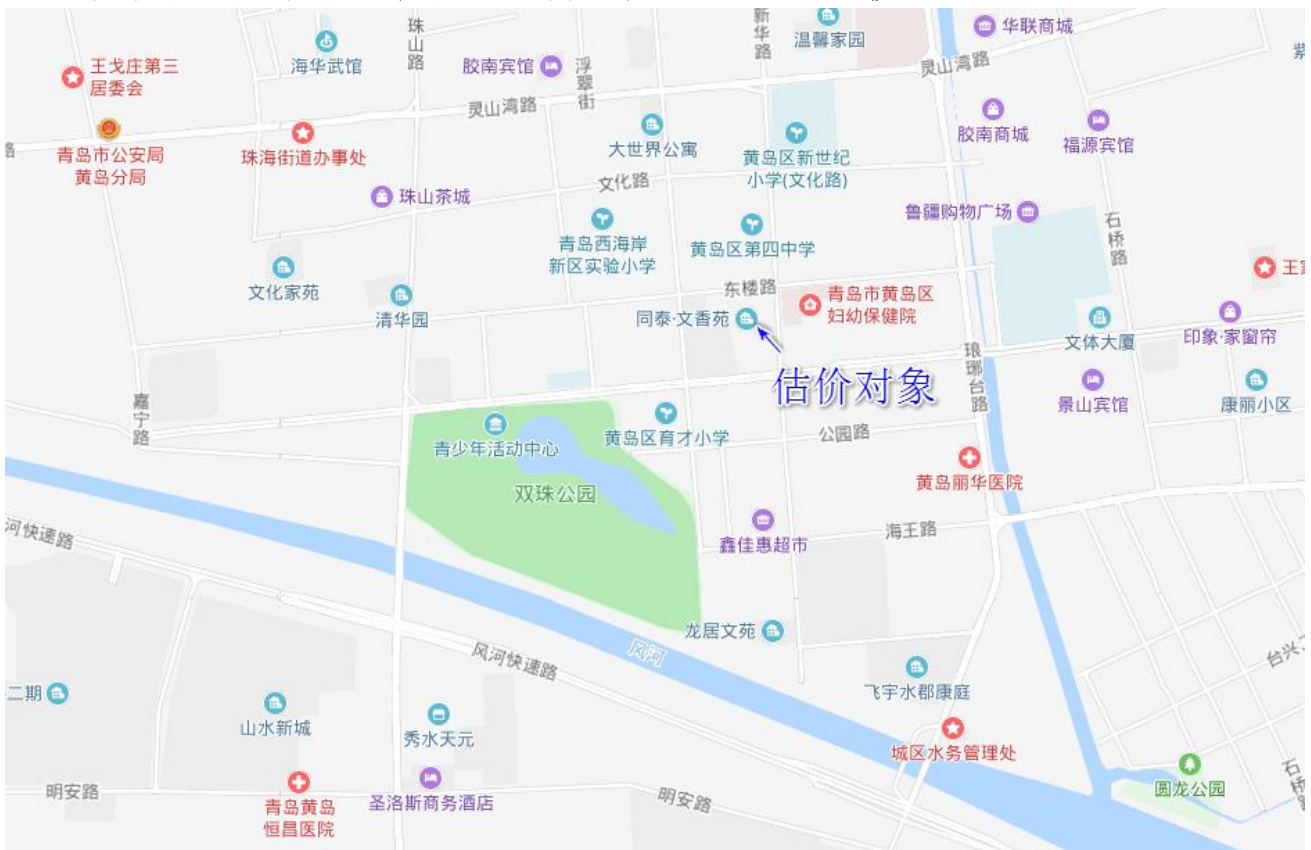 新华路
珠山路
温馨家园
华联商城
海华武馆
胶南宾馆
浮翠街
王戈庄第三
居委会
灵山湾路
灵山湾路
青岛市公安局
黄岛分局
珠海街道办事处
大世界公寓
黄岛区新世纪
小学(文化路)
胶南商城
福源宾馆
文化路
珠山茶城
鲁疆购物广场
石桥路
青岛西海岸
新区实验小学
黄岛区第四中学
文化家苑
清华园
东楼路
青岛市黄岛区
妇幼保健院
同泰·文香苑
估价对象
文体大厦
印象·家窗帘
琅琊台路
景山宾馆
康丽小区
嘉宁路
青少年活动中心
黄岛区育才小学
公园路
黄岛丽华医院
双珠公园
河快速路
鑫佳惠超市
海王路
龙居文苑
风河
风河快速路
飞宇水郡康庭
台兴
二期
山水新城
秀水天元
城区水务管理处
圆龙公园
石桥
明安路
青岛黄岛
恒昌医院
圣洛斯商务酒店
明安路